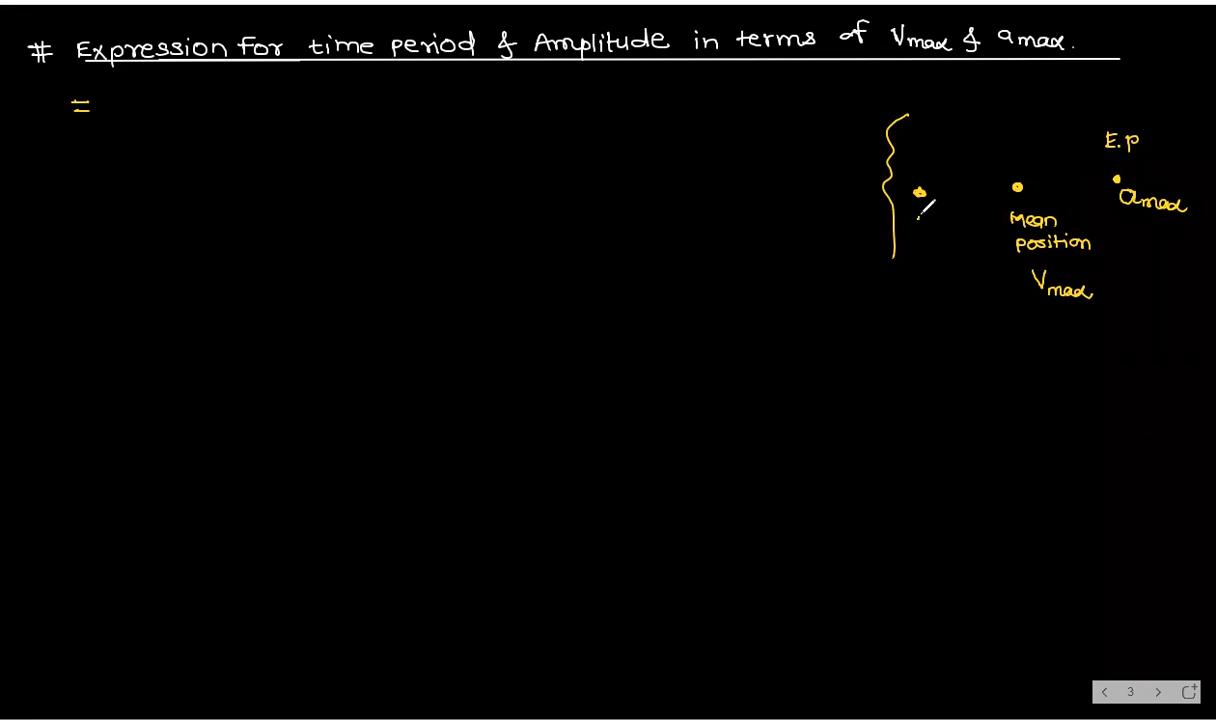 # Expression for time period & Amplitude in terms of Vmax & amax.
=
E.p
amax
Mean
position
Vmax
< 3 >